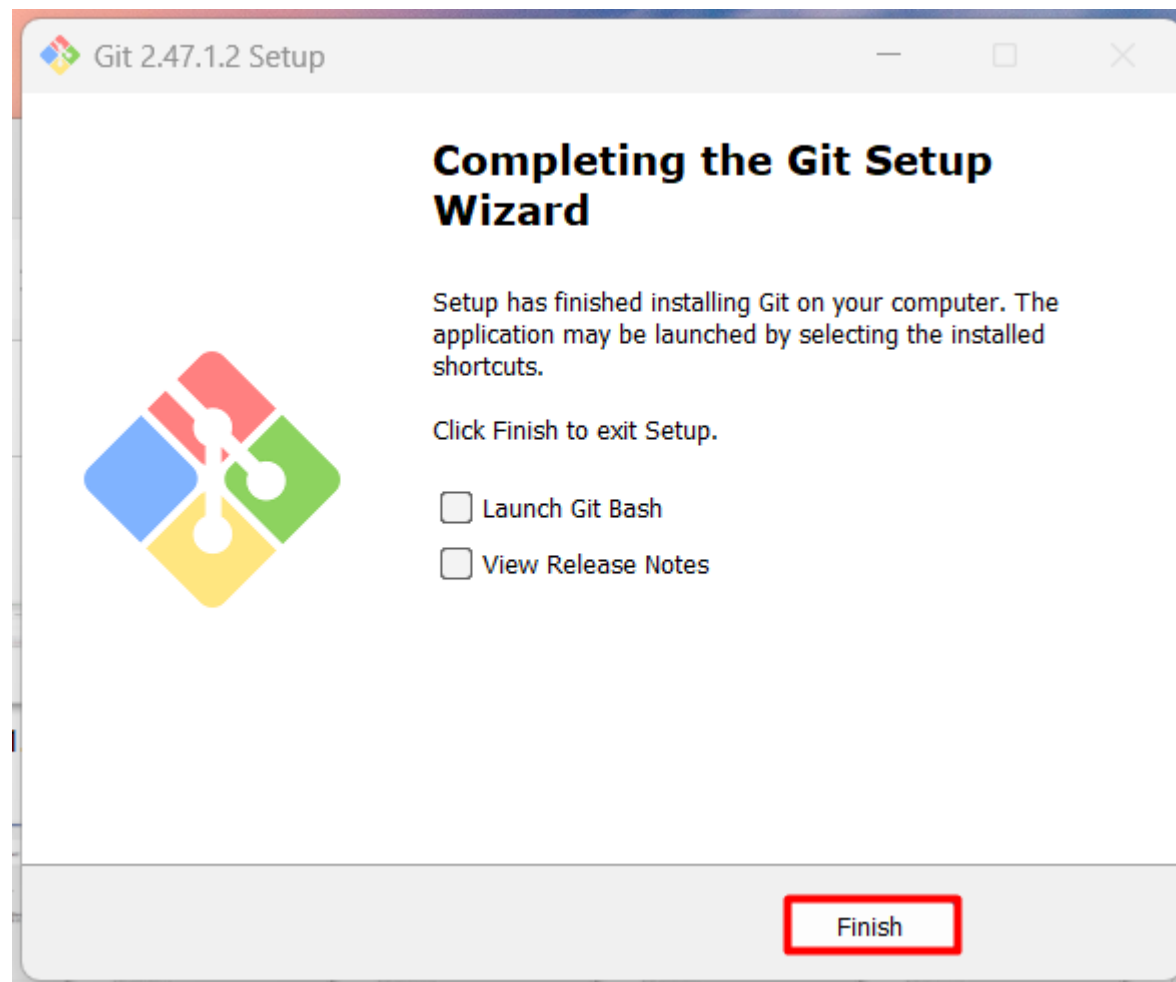 Git 2.47.1.2 Setup
Completing the Git Setup
Wizard
Setup has finished installing Git on your computer. The
application may be launched by selecting the installed
shortcuts.
Click Finish to exit Setup.
Launch Git Bash
View Release Notes
Finish